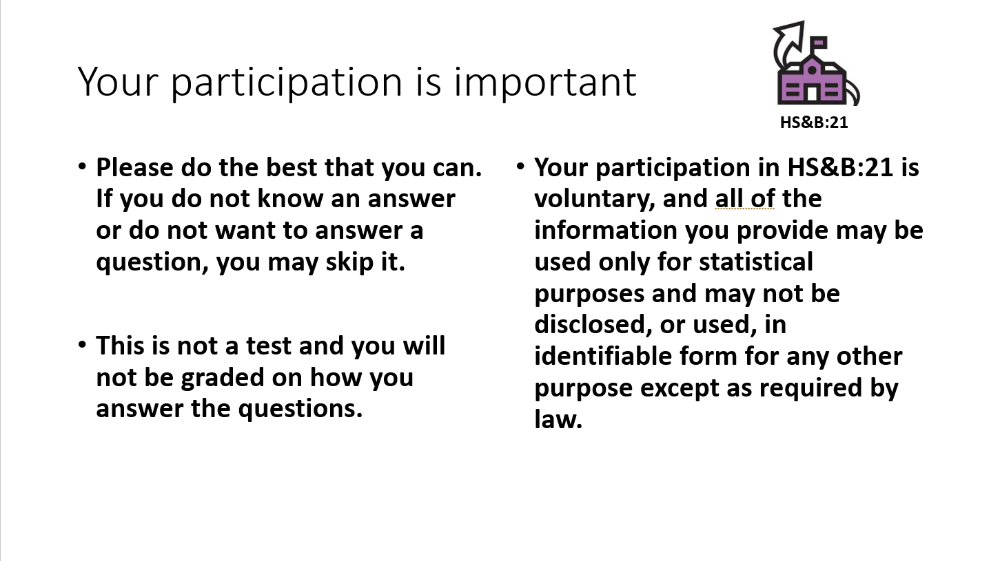 Your participation is important
HS&B:21
• Please do the best that you can.
If you do not know an answer
or do not want to answer a
question, you may skip it.
• This is not a test and you will
not be graded on how you
answer the questions.
• Your participation in HS&B:21 is
voluntary, and all of the
information you provide may be
used only for statistical
purposes and may not be
disclosed, or used, in
identifiable form for any other
purpose except as required by
law.